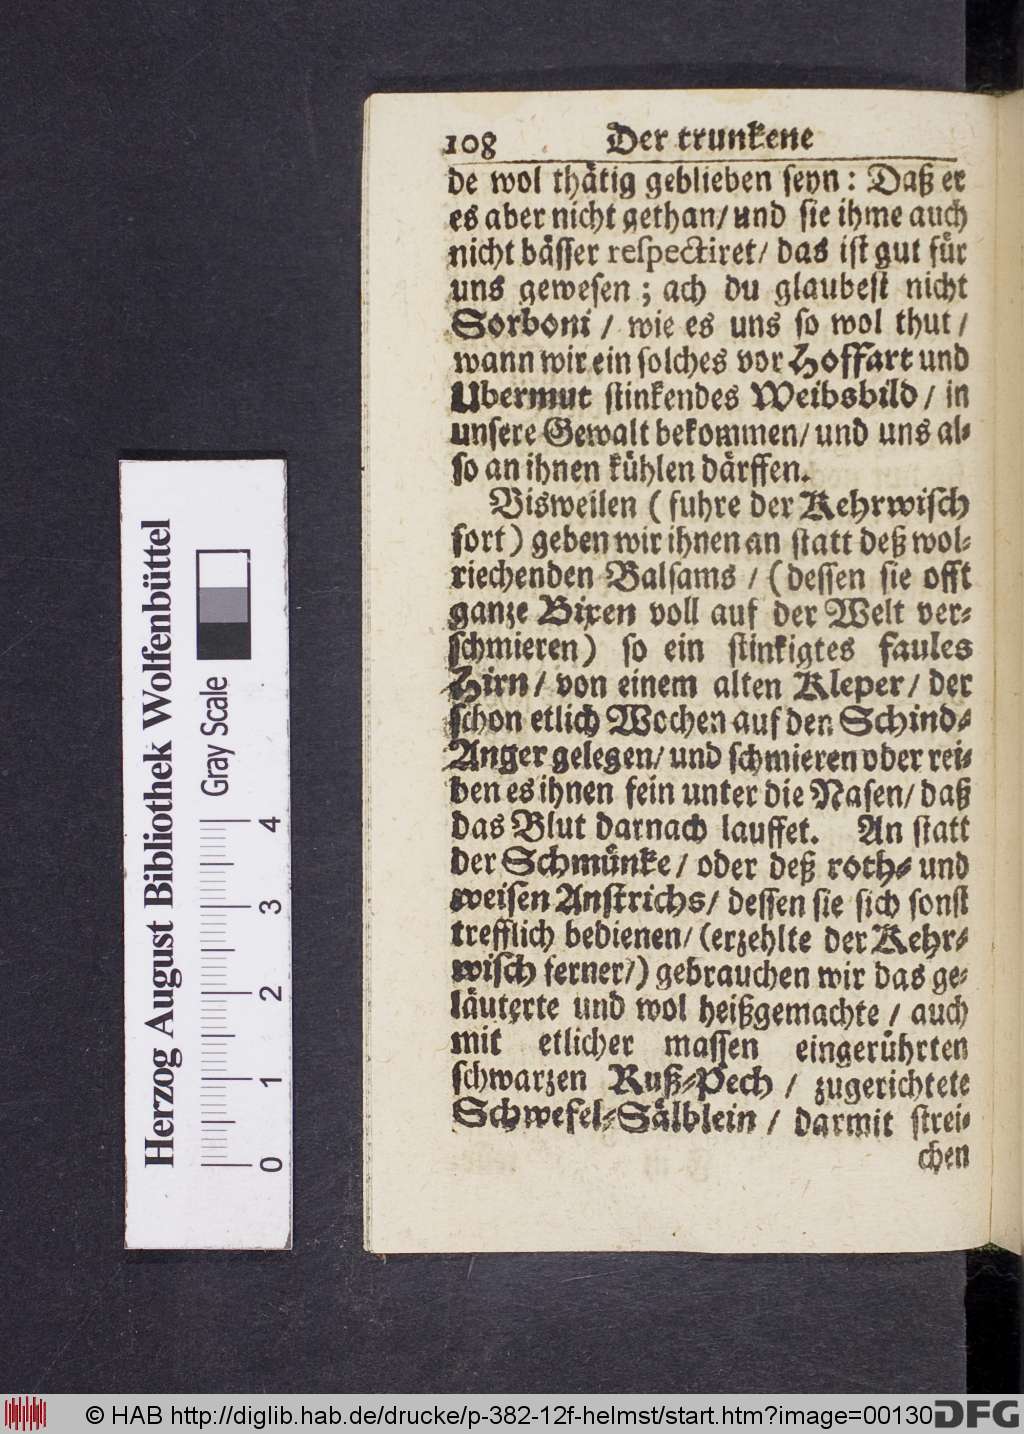 108 Der trunkene
de wol thätig geblieben seyn: Daß er
es aber nicht gethan/ und sie ihme auch
nicht bässer respectiret/ das ist gut für
uns gewesen; ach du glaubest nicht
Sorboni / wie es uns so wol thut /
wann wir ein solches vor Hoffart und
Ubermut stinkendes Weibsbild / in
unsere Gewalt bekommen/ und uns al-
so an ihnen kühlen därffen.
Bisweilen ( fuhre der Kehrwisch
fort ) geben wir ihnen an statt deß wol-
riechenden Balsams / ( dessen sie offt
ganze Bixen voll auf der Welt ver-
schmieren) so ein stinkigtes faules
Hirn / von einem alten Kleper / der
schon etlich Wochen auf den Schind-
Anger gelegen/ und schmieren oder rei-
ben es ihnen fein unter die Nasen/ daß
das Blut darnach lauffet. An statt
der Schmünke / oder deß roth- und
weisen Anstrichs/ dessen sie sich sonst
trefflich bedienen/ (erzehlte der Kehr-
wisch ferner/) gebrauchen wir das ge-
läuterte und wol heißgemachte / auch
mit etlicher massen eingerührten
schwarzen Ruß-Pech / zugerichtete
Schwefel-Sälblein / darmit strei-
chen
Herzog August Bibliothek Wolfenbüttel
Gray Scale
0 1 2 3 4
© HAB http://diglib.hab.de/drucke/p-382-12f-helmst/start.htm?image=00130
DFG